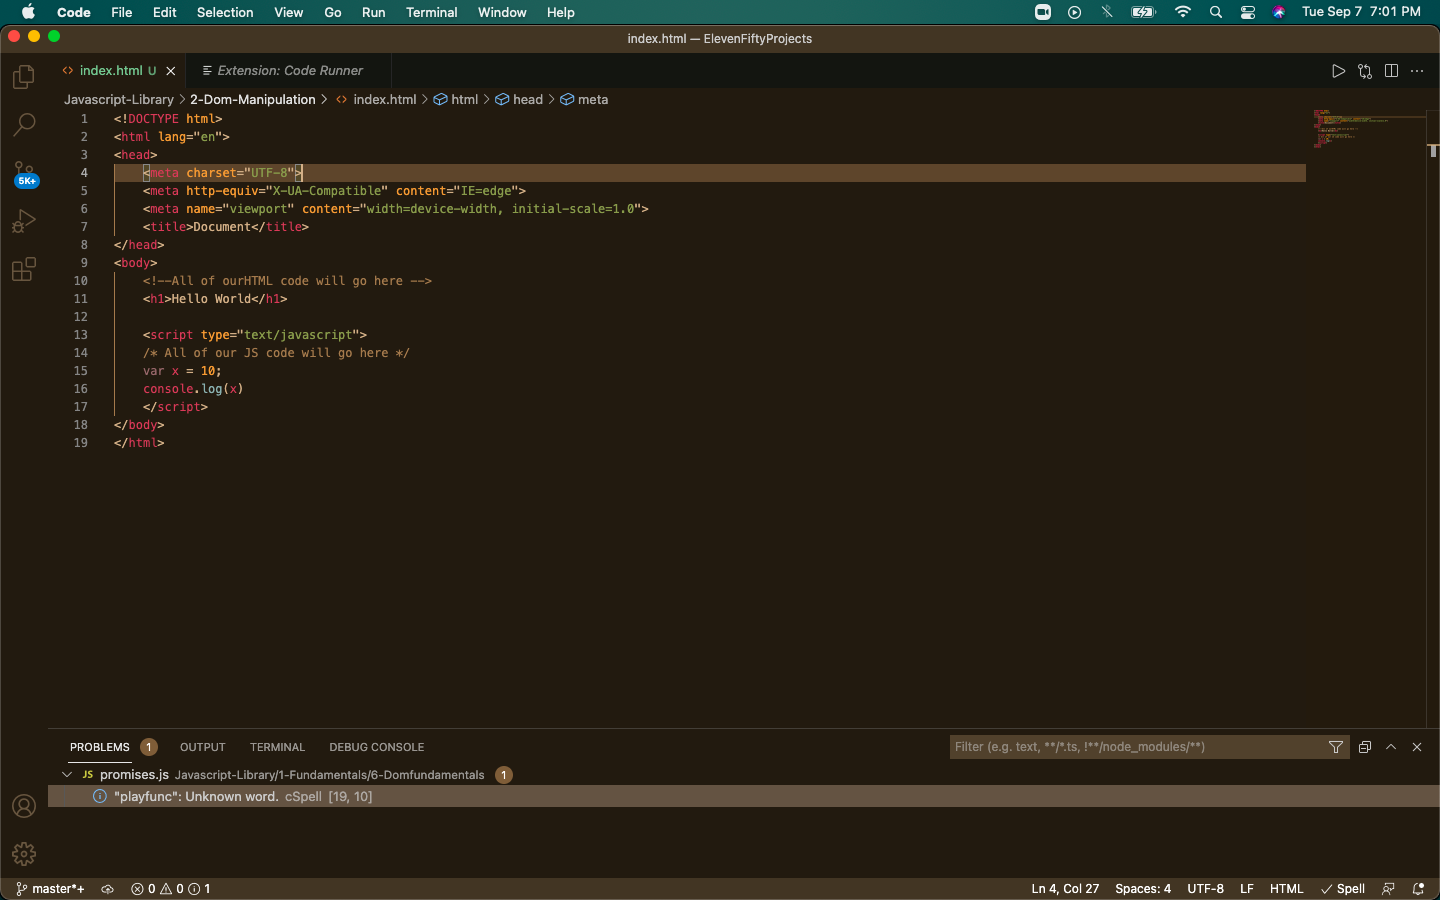 Code File Edit Selection View Go Run Terminal Window Help Tue Sep 7 7:01 PM
index.html — ElevenFiftyProjects
<> index.html U × Extension: Code Runner
Javascript-Library > 2-Dom-Manipulation > <> index.html > html > head > meta
1 <!DOCTYPE html>
2 <html lang="en">
3 <head>
4 <meta charset="UTF-8">
5 <meta http-equiv="X-UA-Compatible" content="IE=edge">
6 <meta name="viewport" content="width=device-width, initial-scale=1.0">
7 <title>Document</title>
8 </head>
9 <body>
10 <!--All of ourHTML code will go here -->
11 <h1>Hello World</h1>
12
13 <script type="text/javascript">
14 /* All of our JS code will go here */
15 var x = 10;
16 console.log(x)
17 </script>
18 </body>
19 </html>
5K+
PROBLEMS 1 OUTPUT TERMINAL DEBUG CONSOLE Filter (e.g. text, **/*.ts, !**/node_modules/**)
JS promises.js Javascript-Library/1-Fundamentals/6-Domfundamentals 1
"playfunc": Unknown word. cSpell [19, 10]
master*+ 0 0 1 Ln 4, Col 27 Spaces: 4 UTF-8 LF HTML Spell